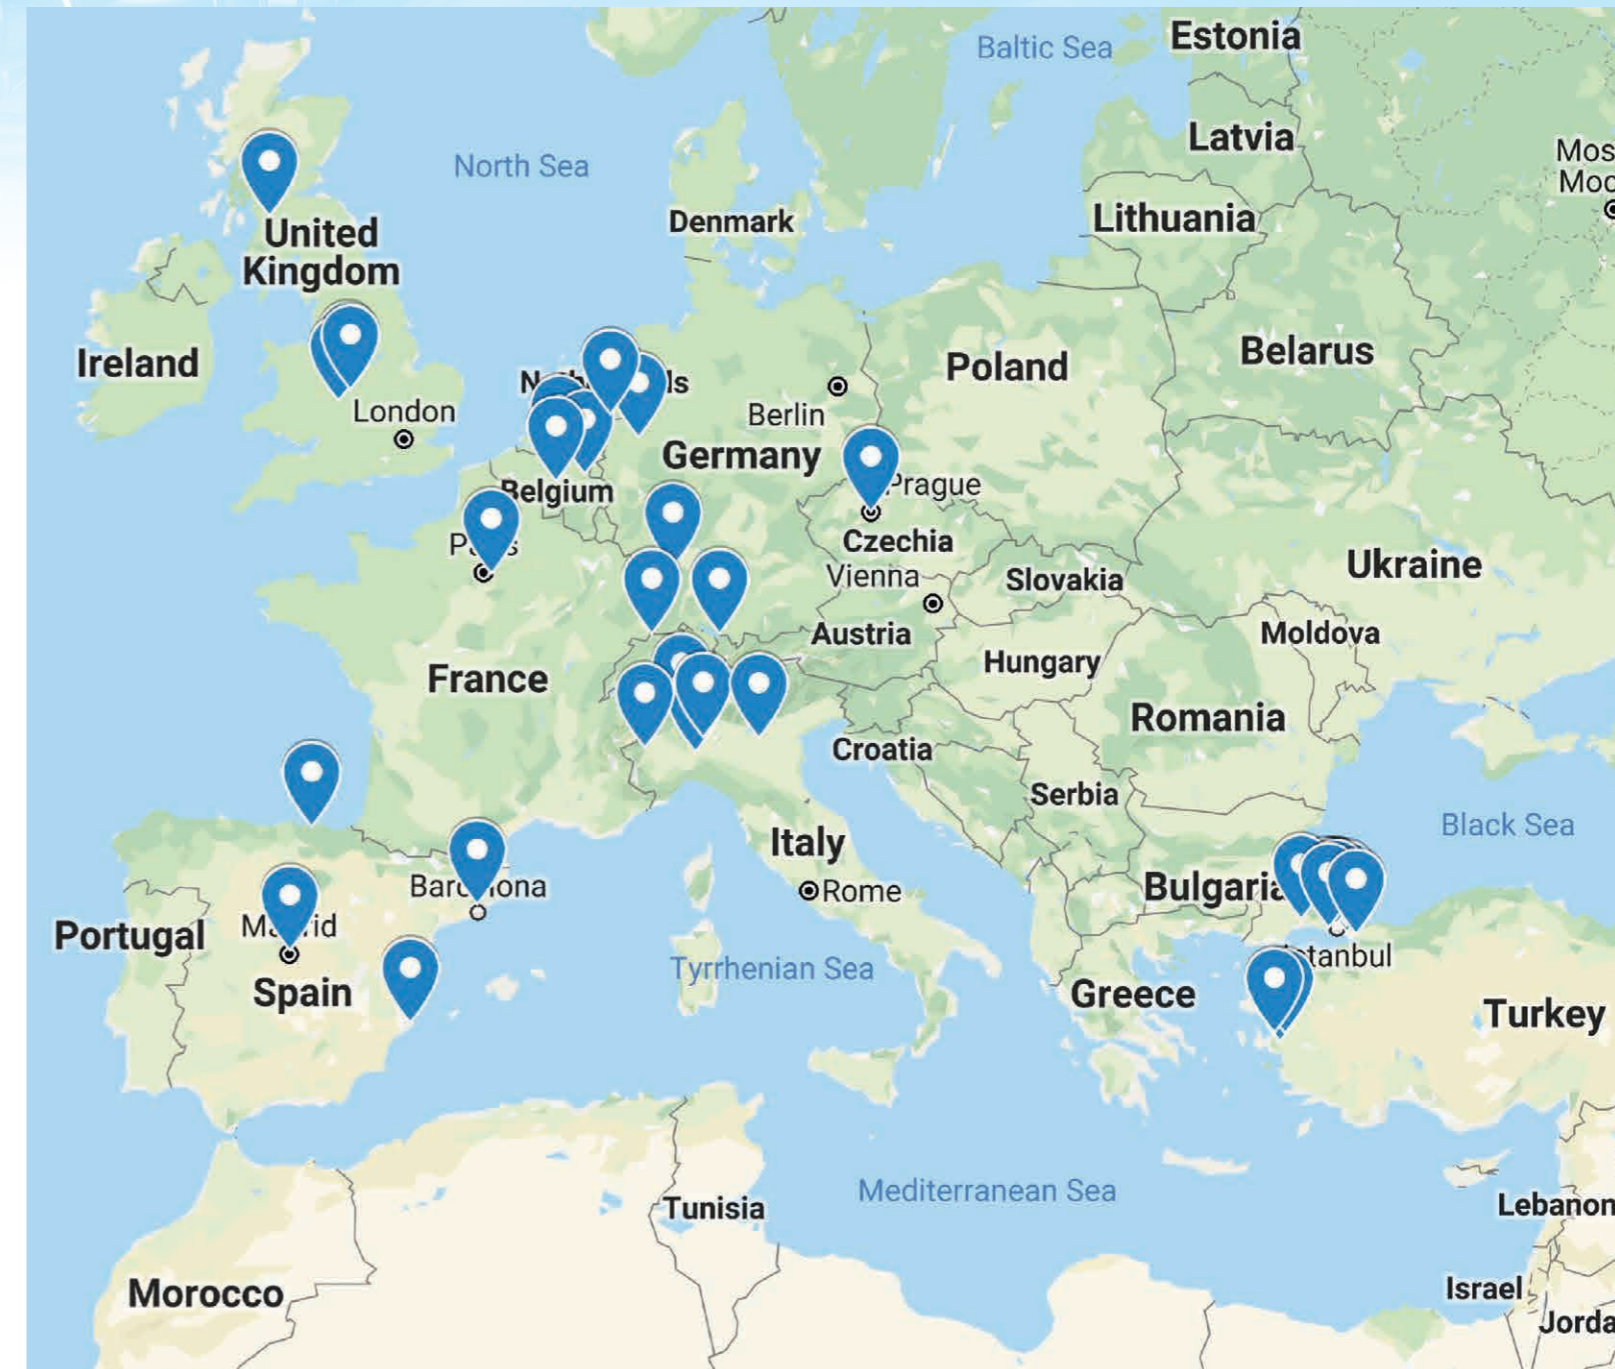 Estonia
Baltic Sea
Latvia
Mos
Moc
North Sea
Denmark
Lithuania
United
Kingdom
Ireland
Belarus
Poland
Berlin
London
Germany
Prague
Belgium
Czechia
Vienna
Slovakia
Ukraine
Austria
Moldova
Hungary
France
Romania
Croatia
Serbia
Black Sea
Italy
Rome
Bulgaria
Portugal
Spain
Tyrrhenian Sea
Greece
Turkey
Mediterranean Sea
Tunisia
Lebanon
Morocco
Israel
Jorda